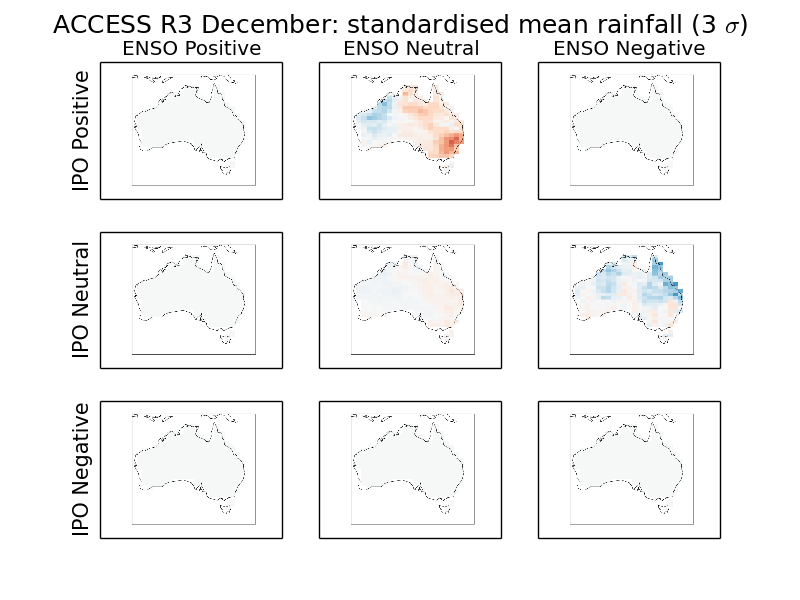 ACCESS R3 December: standardised mean rainfall (3 σ)
ENSO Positive ENSO Neutral ENSO Negative
IPO Positive
IPO Neutral
IPO Negative